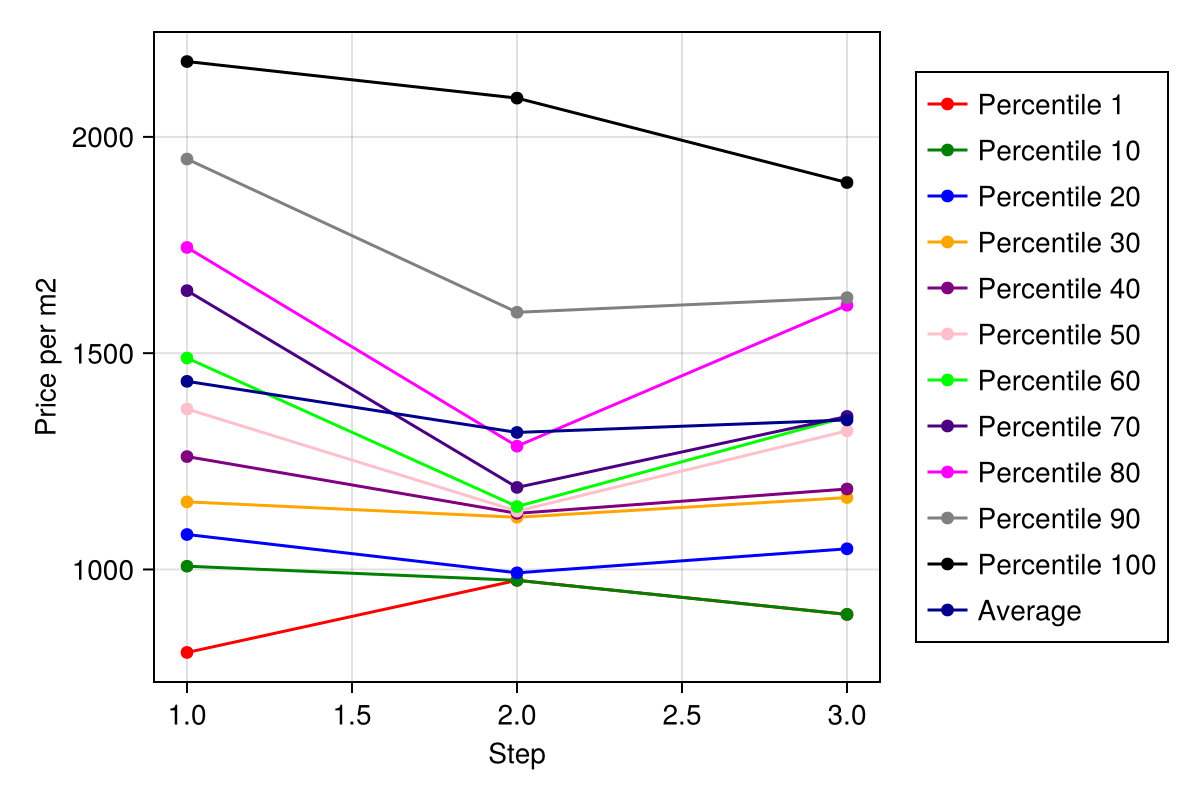 Price per m2
2000
1500
1000
1.0 1.5 2.0 2.5 3.0
Step
Percentile 1
Percentile 10
Percentile 20
Percentile 30
Percentile 40
Percentile 50
Percentile 60
Percentile 70
Percentile 80
Percentile 90
Percentile 100
Average